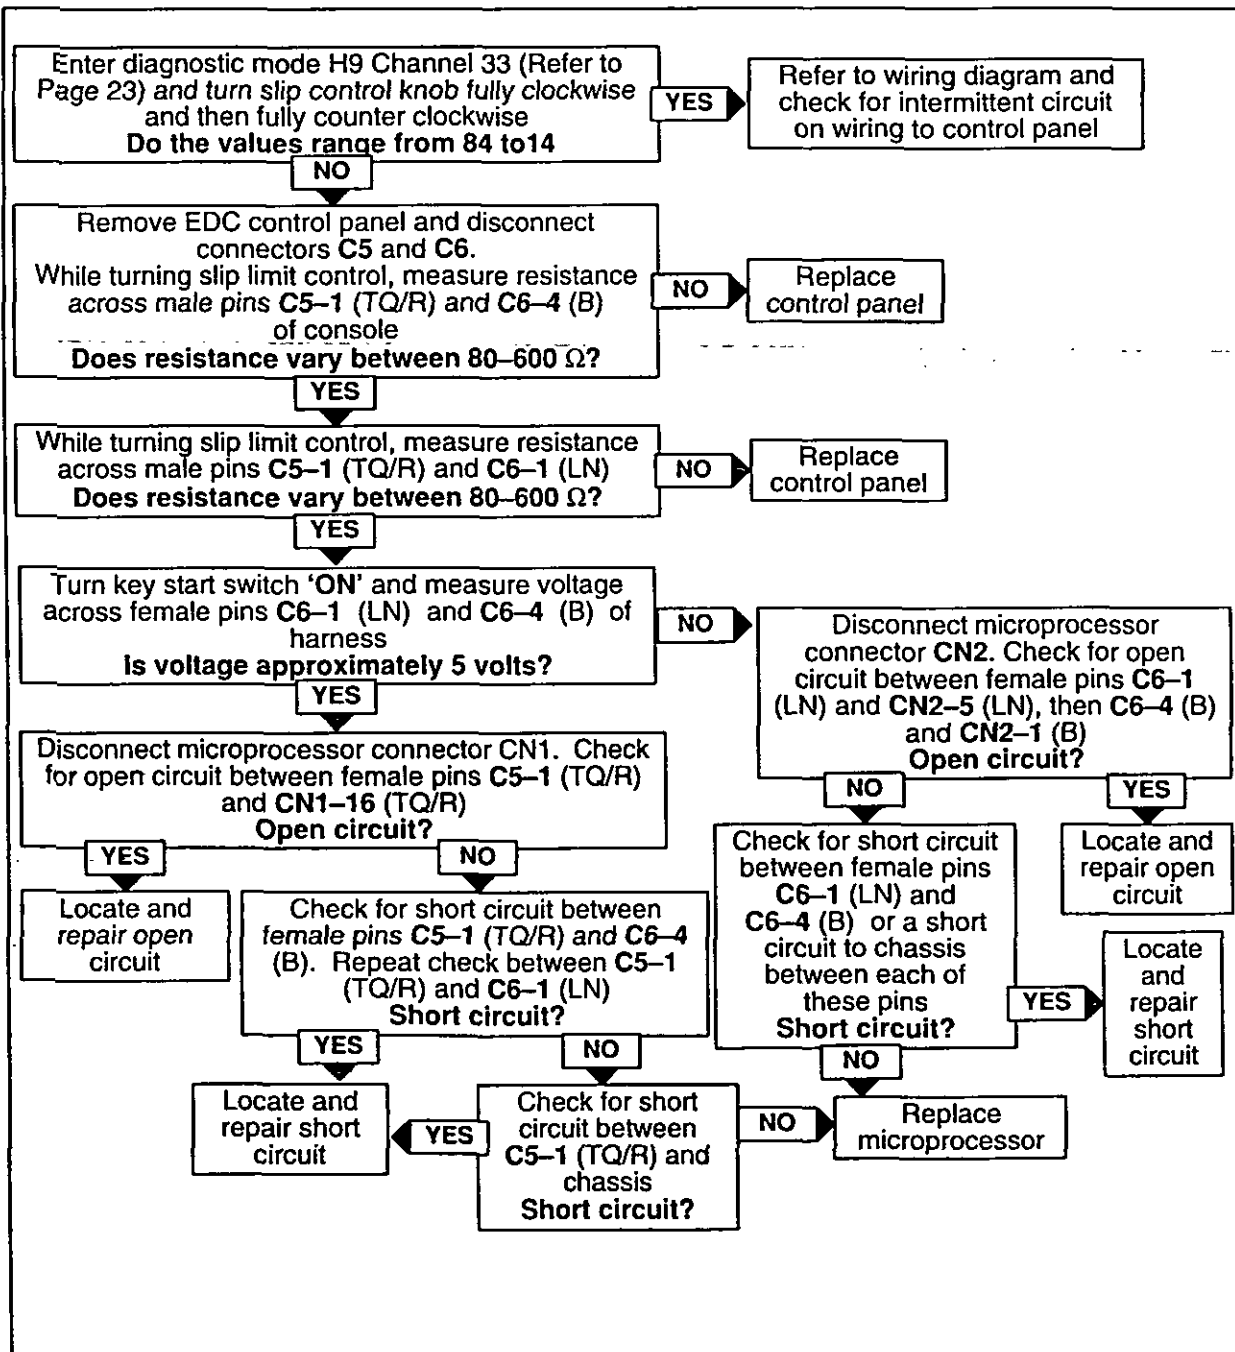 Enter diagnostic mode H9 Channel 33 (Refer to
Page 23) and turn slip control knob fully clockwise
and then fully counter clockwise
Do the values range from 84 to14
YES
Refer to wiring diagram and
check for intermittent circuit
on wiring to control panel
NO
Remove EDC control panel and disconnect
connectors C5 and C6.
While turning slip limit control, measure resistance
across male pins C5–1 (TQ/R) and C6–4 (B)
of console
Does resistance vary between 80–600 Ω?
NO
Replace
control panel
YES
While turning slip limit control, measure resistance
across male pins C5–1 (TQ/R) and C6–1 (LN)
Does resistance vary between 80–600 Ω?
NO
Replace
control panel
YES
Turn key start switch ‘ON’ and measure voltage
across female pins C6–1 (LN) and C6–4 (B) of
harness
Is voltage approximately 5 volts?
NO
Disconnect microprocessor
connector CN2. Check for open
circuit between female pins C6–1
(LN) and CN2–5 (LN), then C6–4 (B)
and CN2–1 (B)
Open circuit?
YES
Disconnect microprocessor connector CN1. Check
for open circuit between female pins C5–1 (TQ/R)
and CN1–16 (TQ/R)
Open circuit?
NO
YES
Check for short circuit
between female pins
C6–1 (LN) and
C6–4 (B) or a short
circuit to chassis
between each of
these pins
Short circuit?
Locate and
repair open
circuit
YES
NO
Locate and
repair open
circuit
Check for short circuit between
female pins C5–1 (TQ/R) and C6–4
(B). Repeat check between C5–1
(TQ/R) and C6–1 (LN)
Short circuit?
YES
Locate
and
repair
short
circuit
YES
NO
NO
Locate and
repair short
circuit
YES
Check for short
circuit between
C5–1 (TQ/R) and
chassis
Short circuit?
NO
Replace
microprocessor